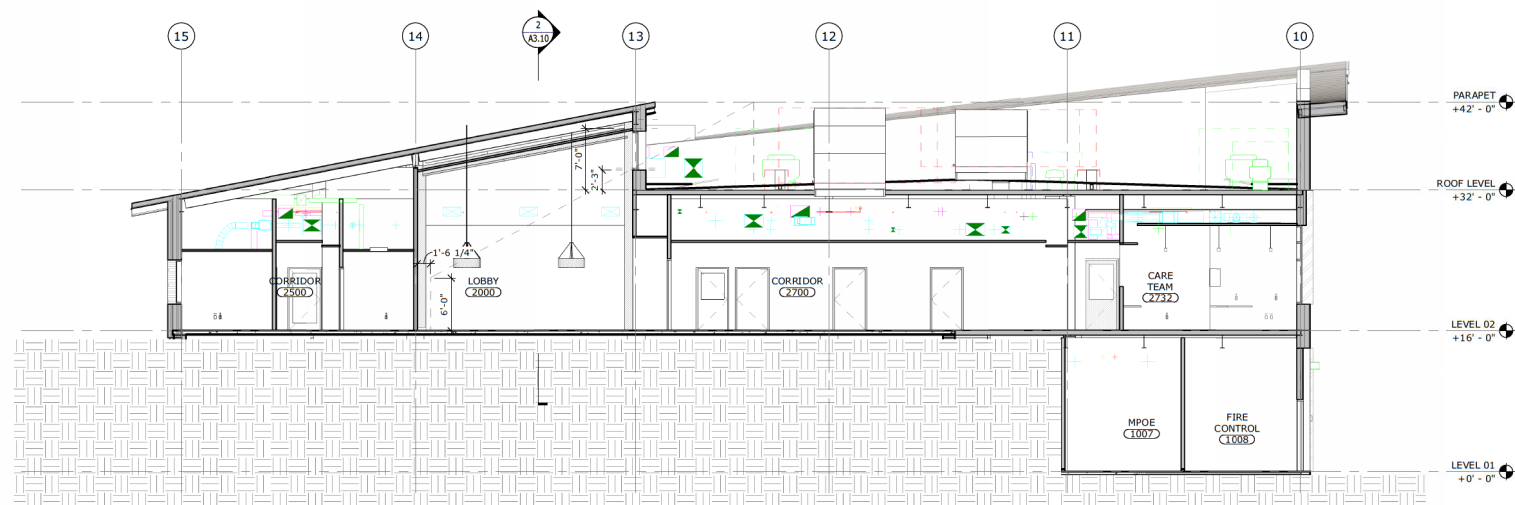 2
A3.10
15
14
13
12
11
10
PARAPET
+42' - 0"
7'-0"
2'-3"
ROOF LEVEL
+32' - 0"
1'-6 1/4"
CORRIDOR
2500
LOBBY
2000
6'-0"
CORRIDOR
2700
CARE
TEAM
2732
LEVEL 02
+16' - 0"
MPOE
1007
FIRE
CONTROL
1008
LEVEL 01
+0' - 0"